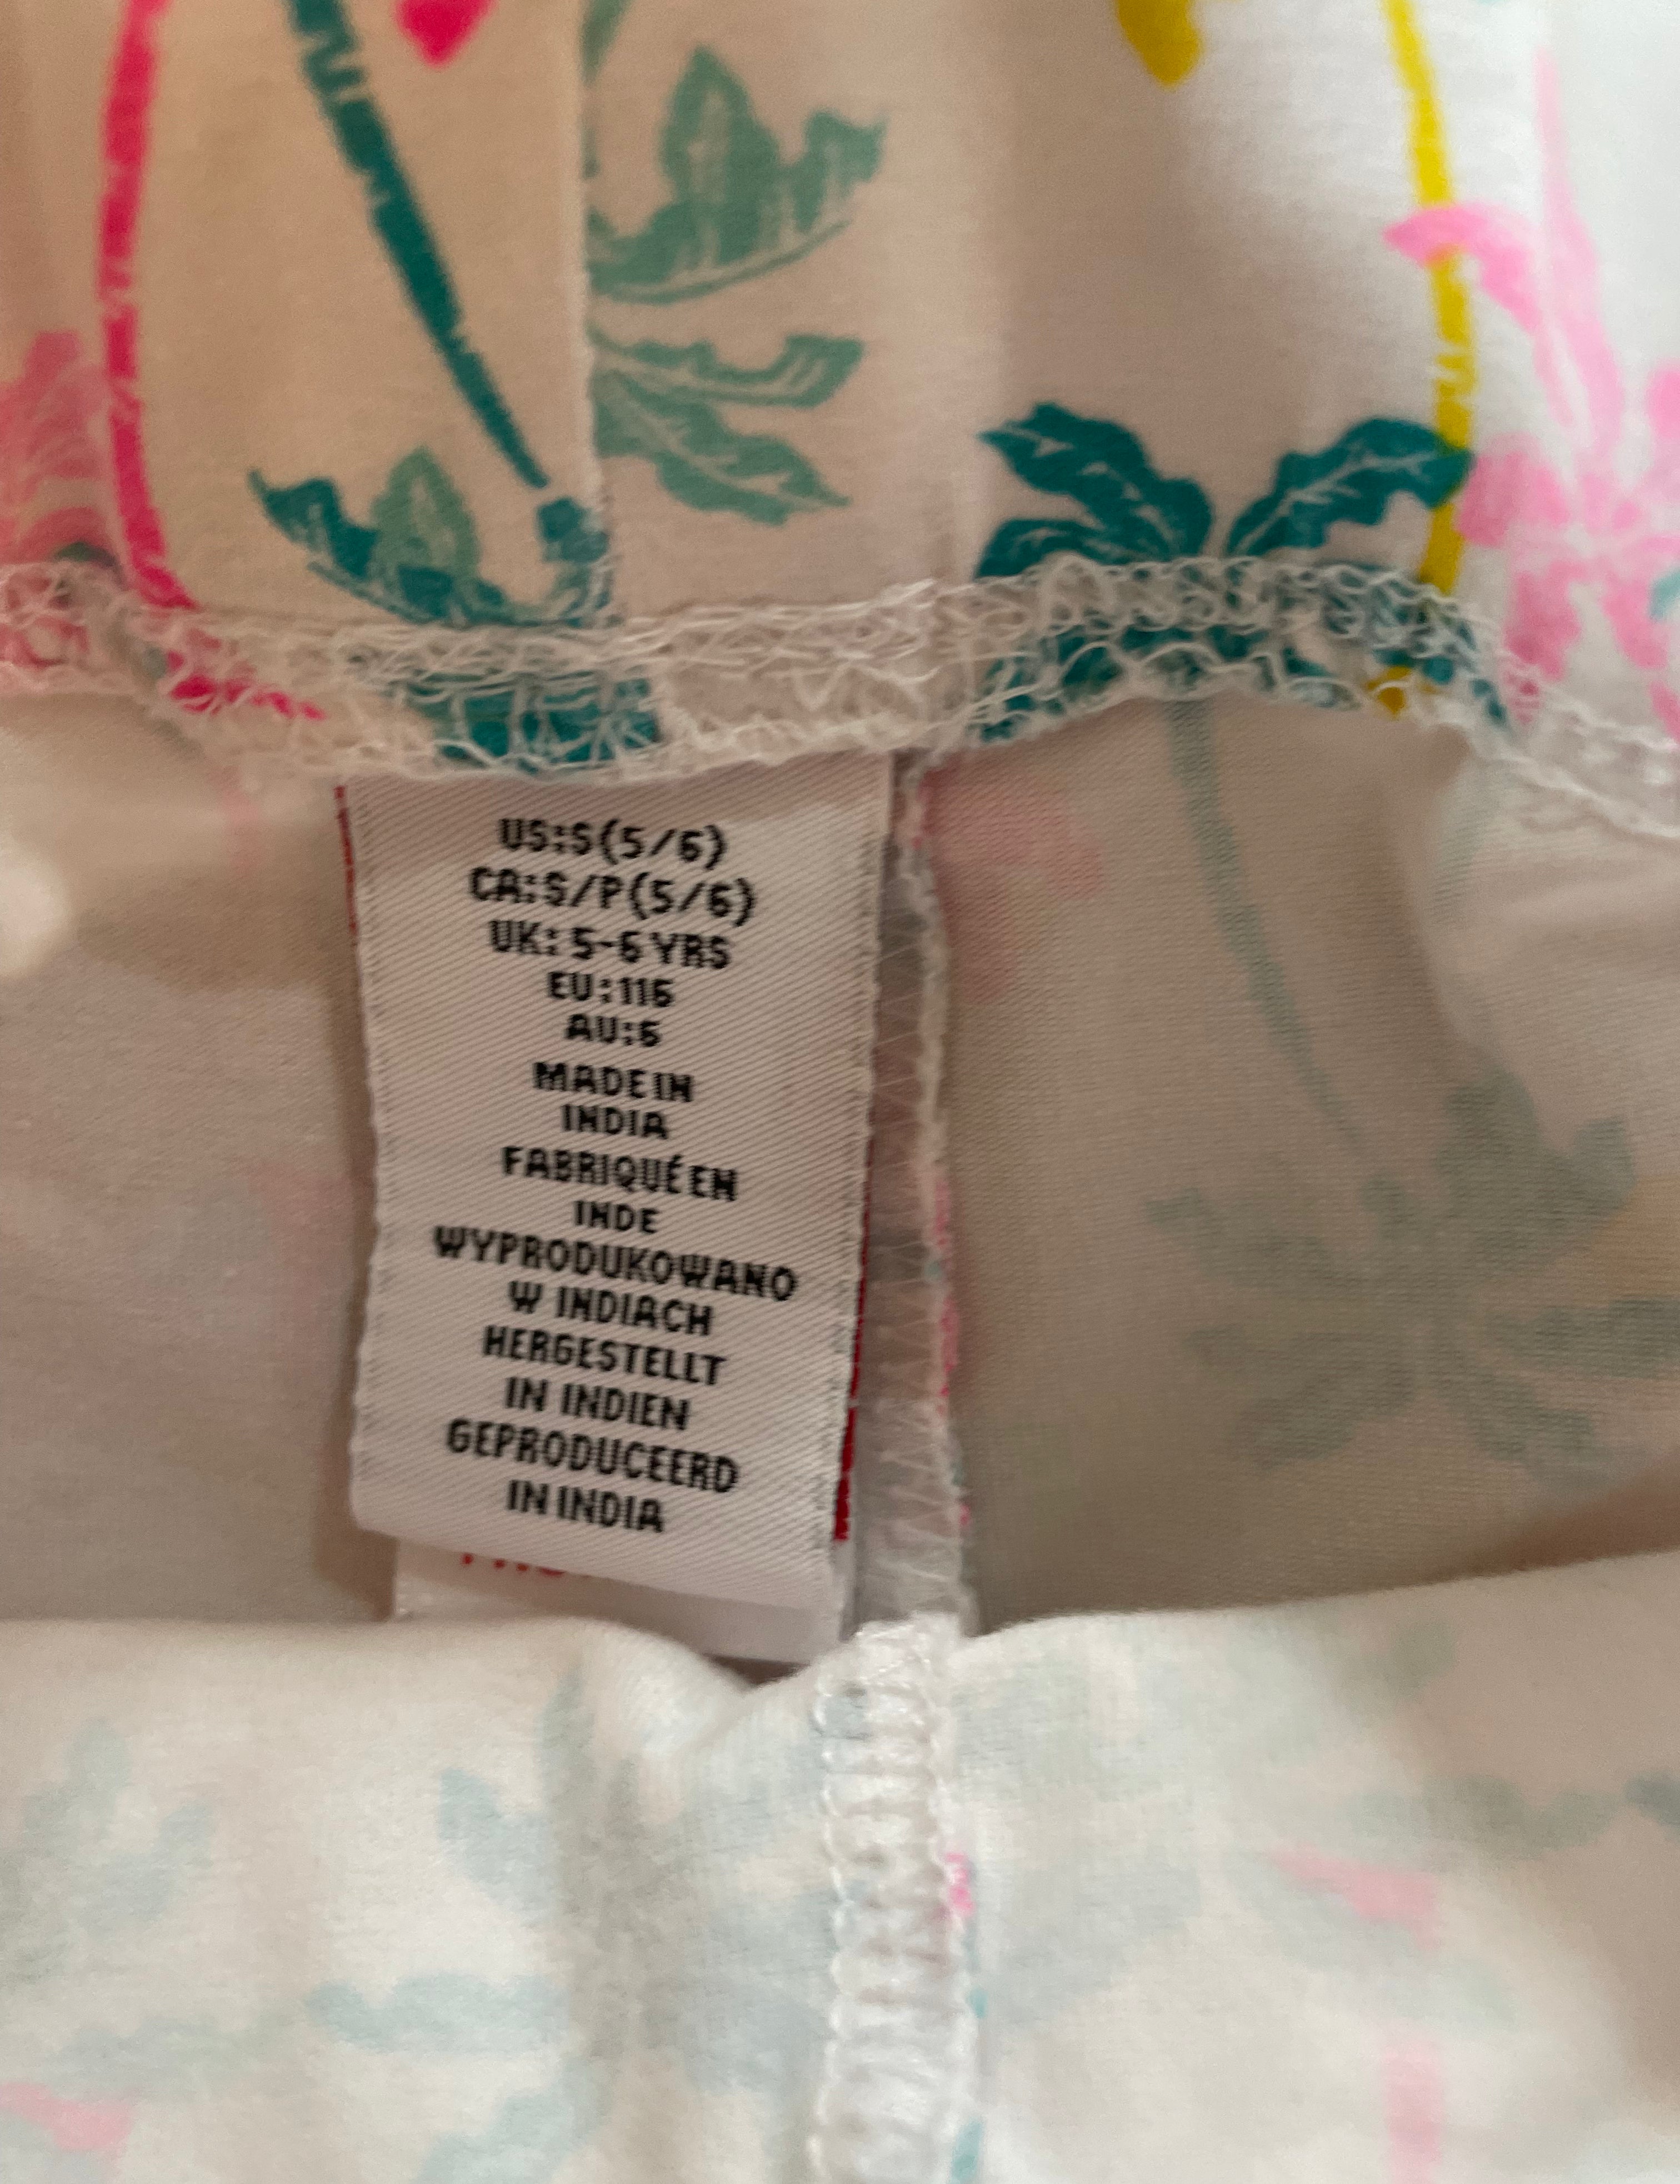 US:S(5/6)
CA:S/P(5/6)
UK: 5-6 YRS
EU:116
AU:6
MADE IN
INDIA
FABRIQUÉ EN
INDE
WYPRODUKOWANO
W INDIACH
HERGESTELLT
IN INDIEN
GEPRODUCEERD
IN INDIA